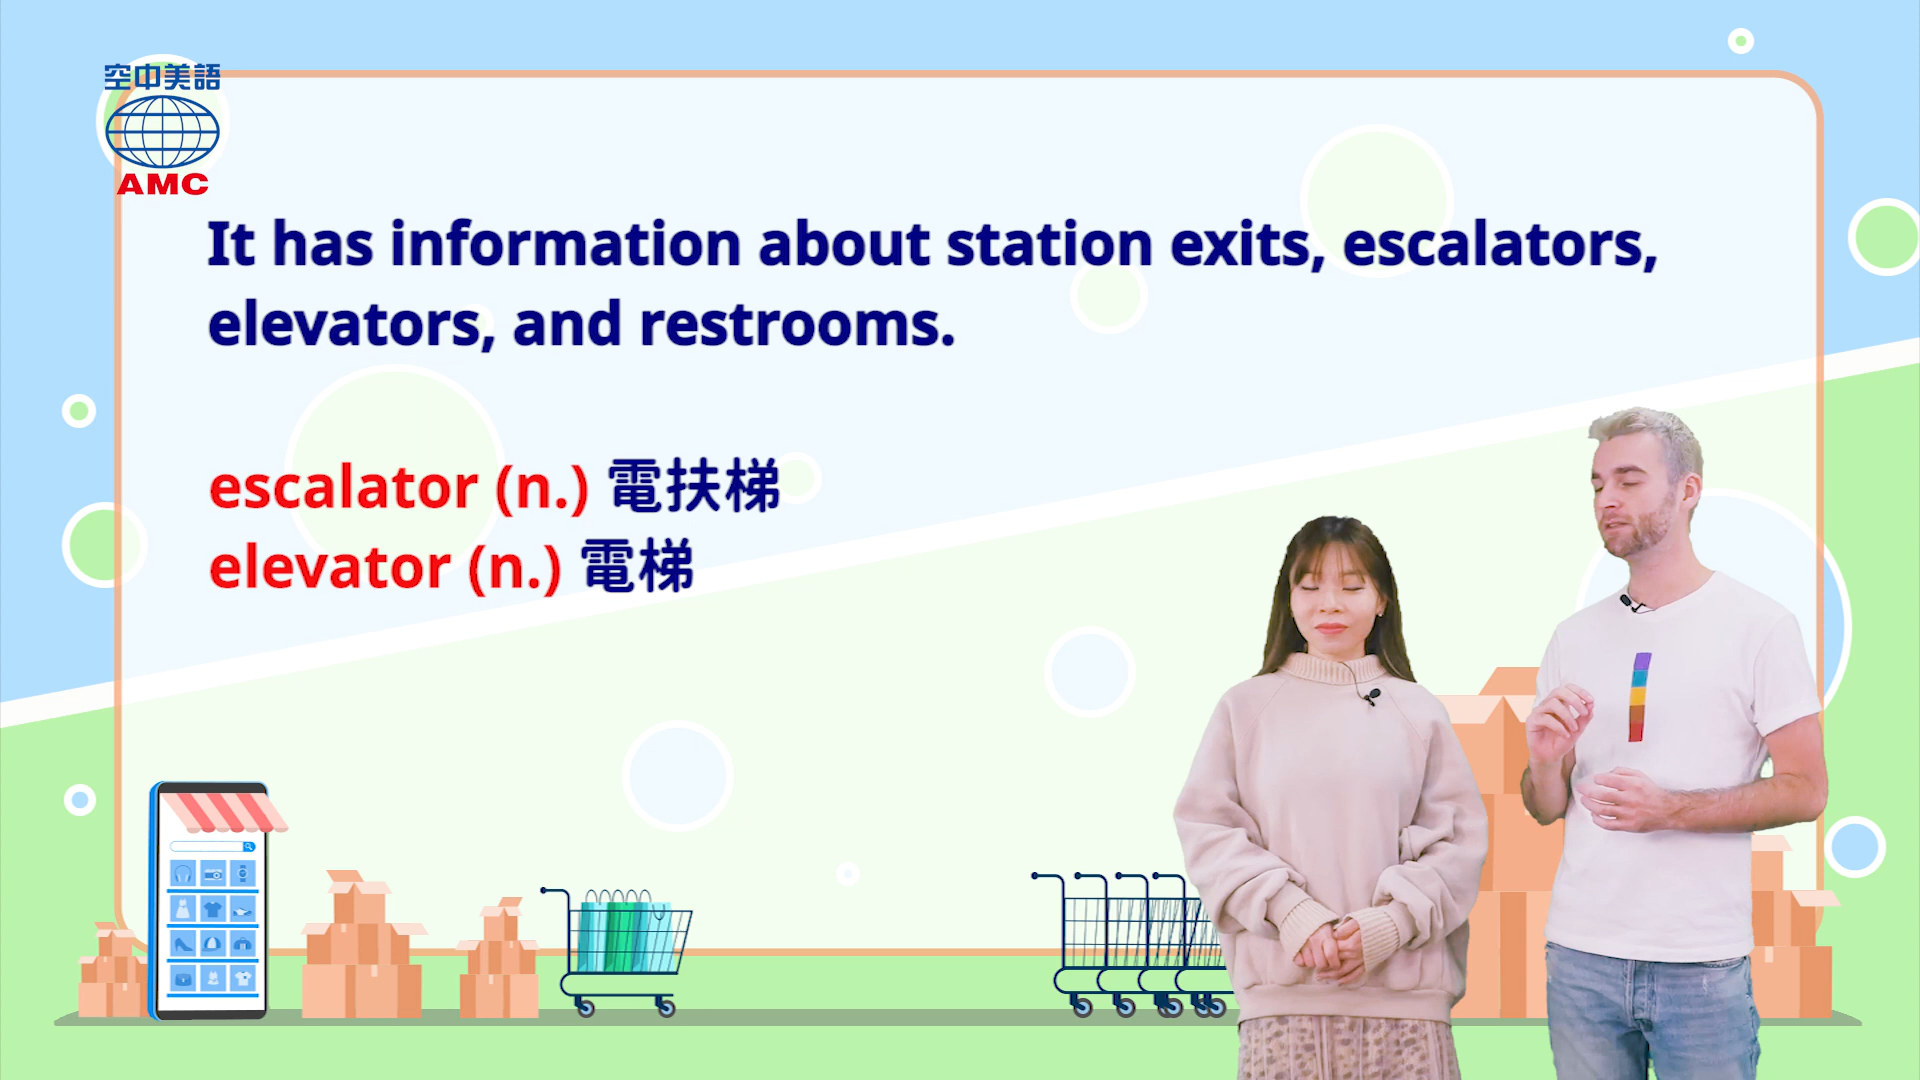 空中美語
AMC
It has information about station exits, escalators,
elevators, and restrooms.
escalator (n.) 電扶梯
elevator (n.) 電梯